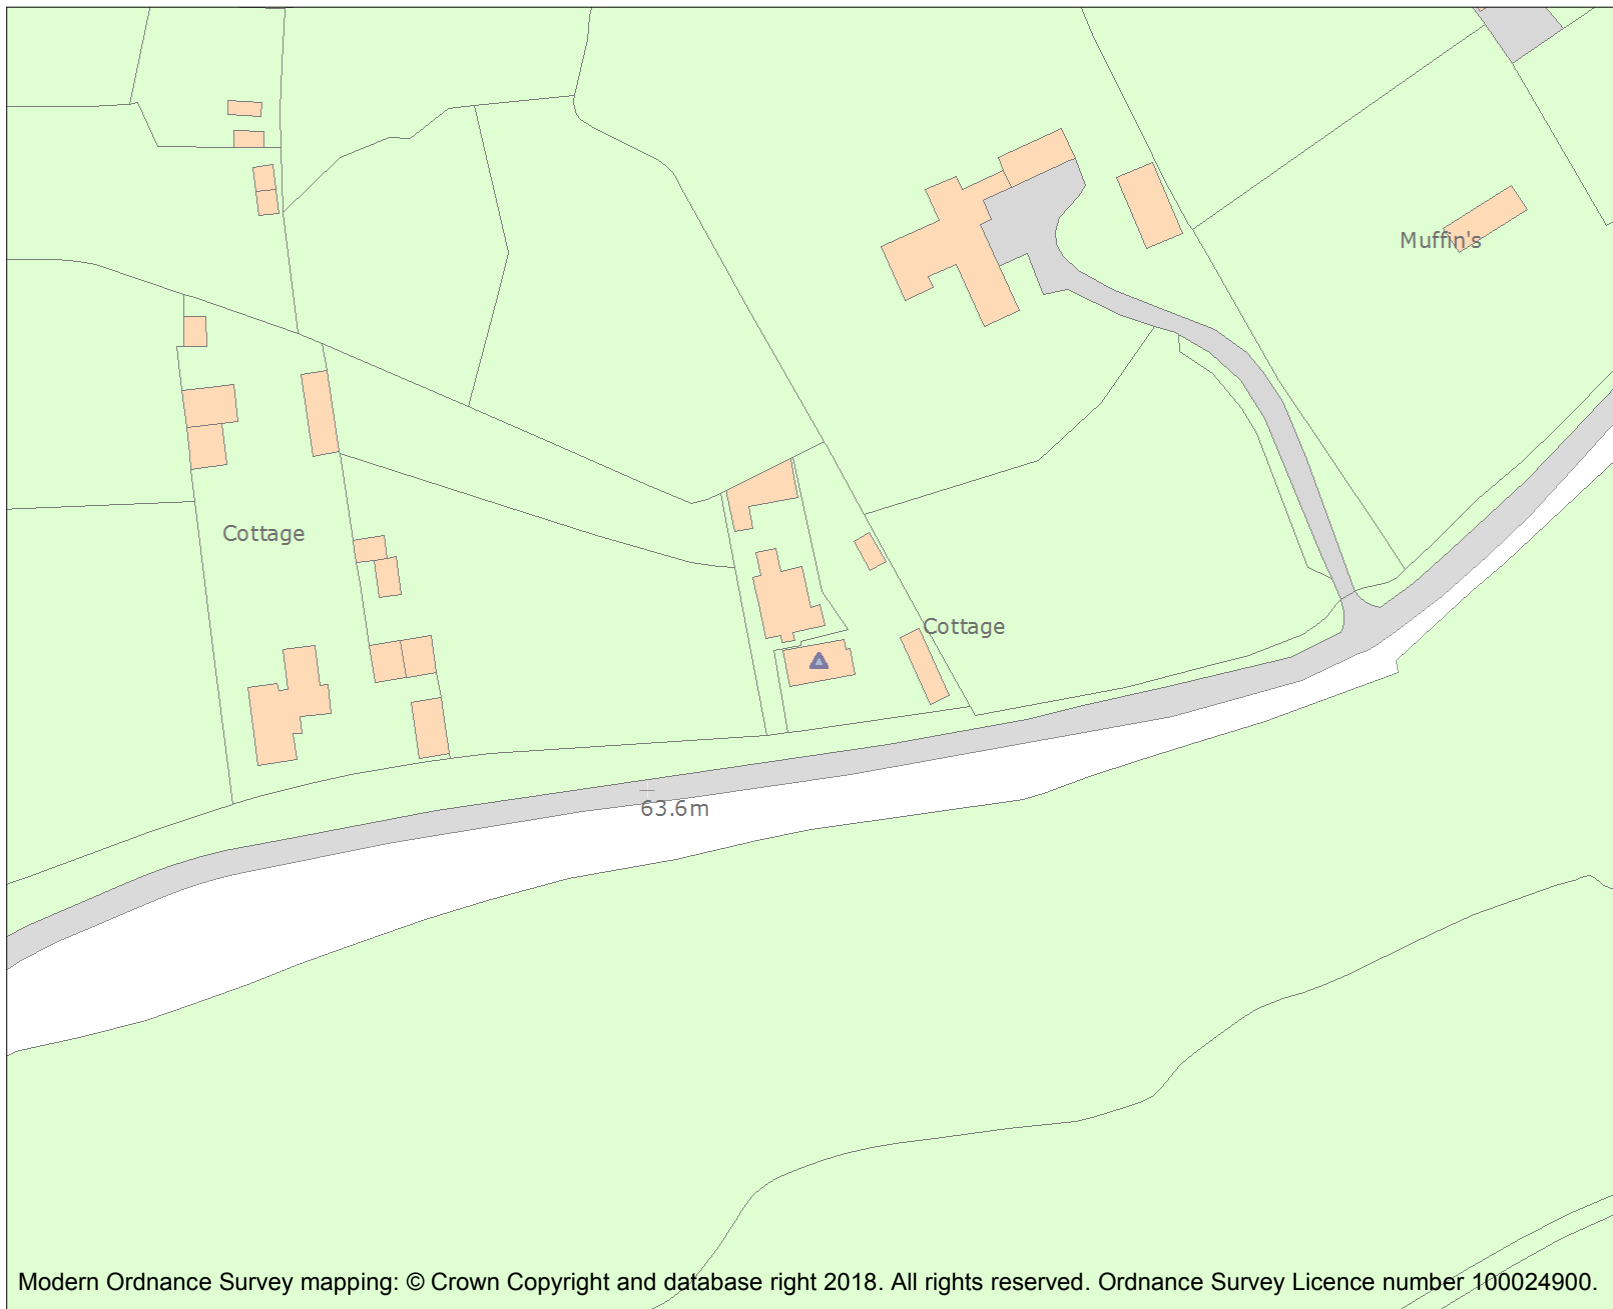 Muffin's
Cottage
Cottage
63.6m
Modern Ordnance Survey mapping: © Crown Copyright and database right 2018. All rights reserved. Ordnance Survey Licence number 100024900.